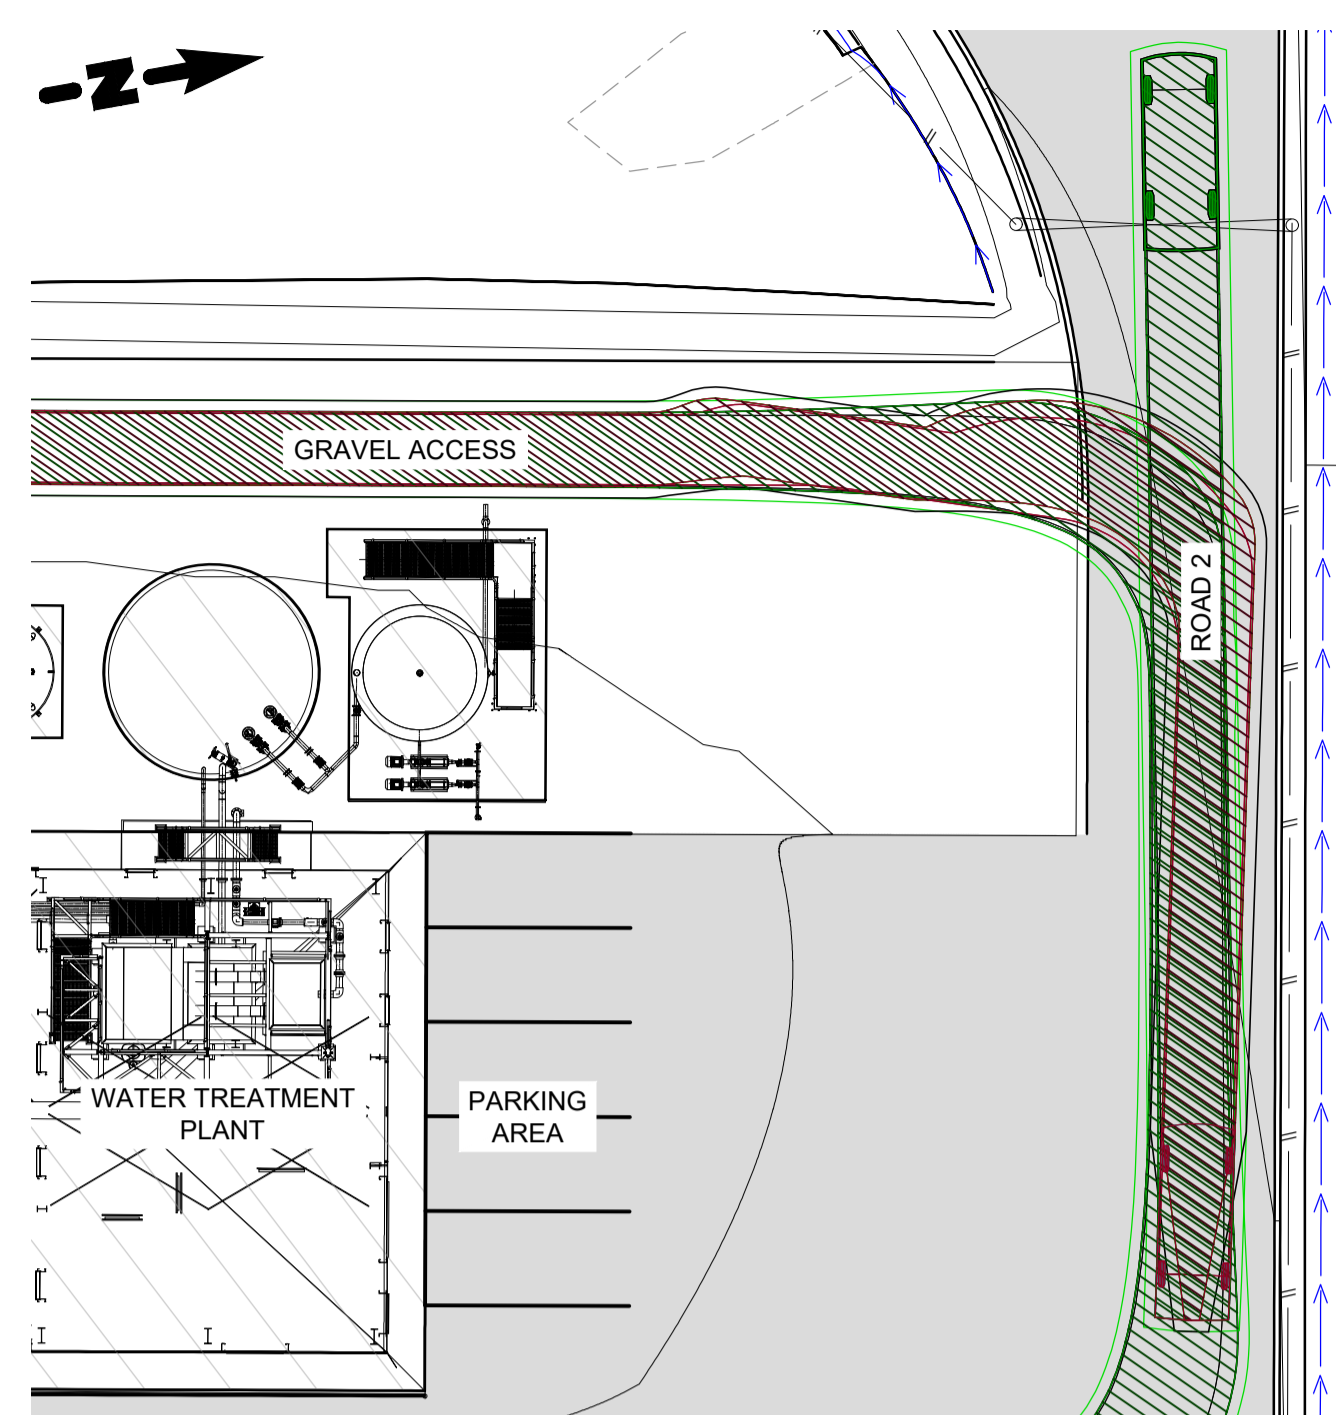 N
GRAVEL ACCESS
ROAD 2
WATER TREATMENT
PLANT
PARKING
AREA